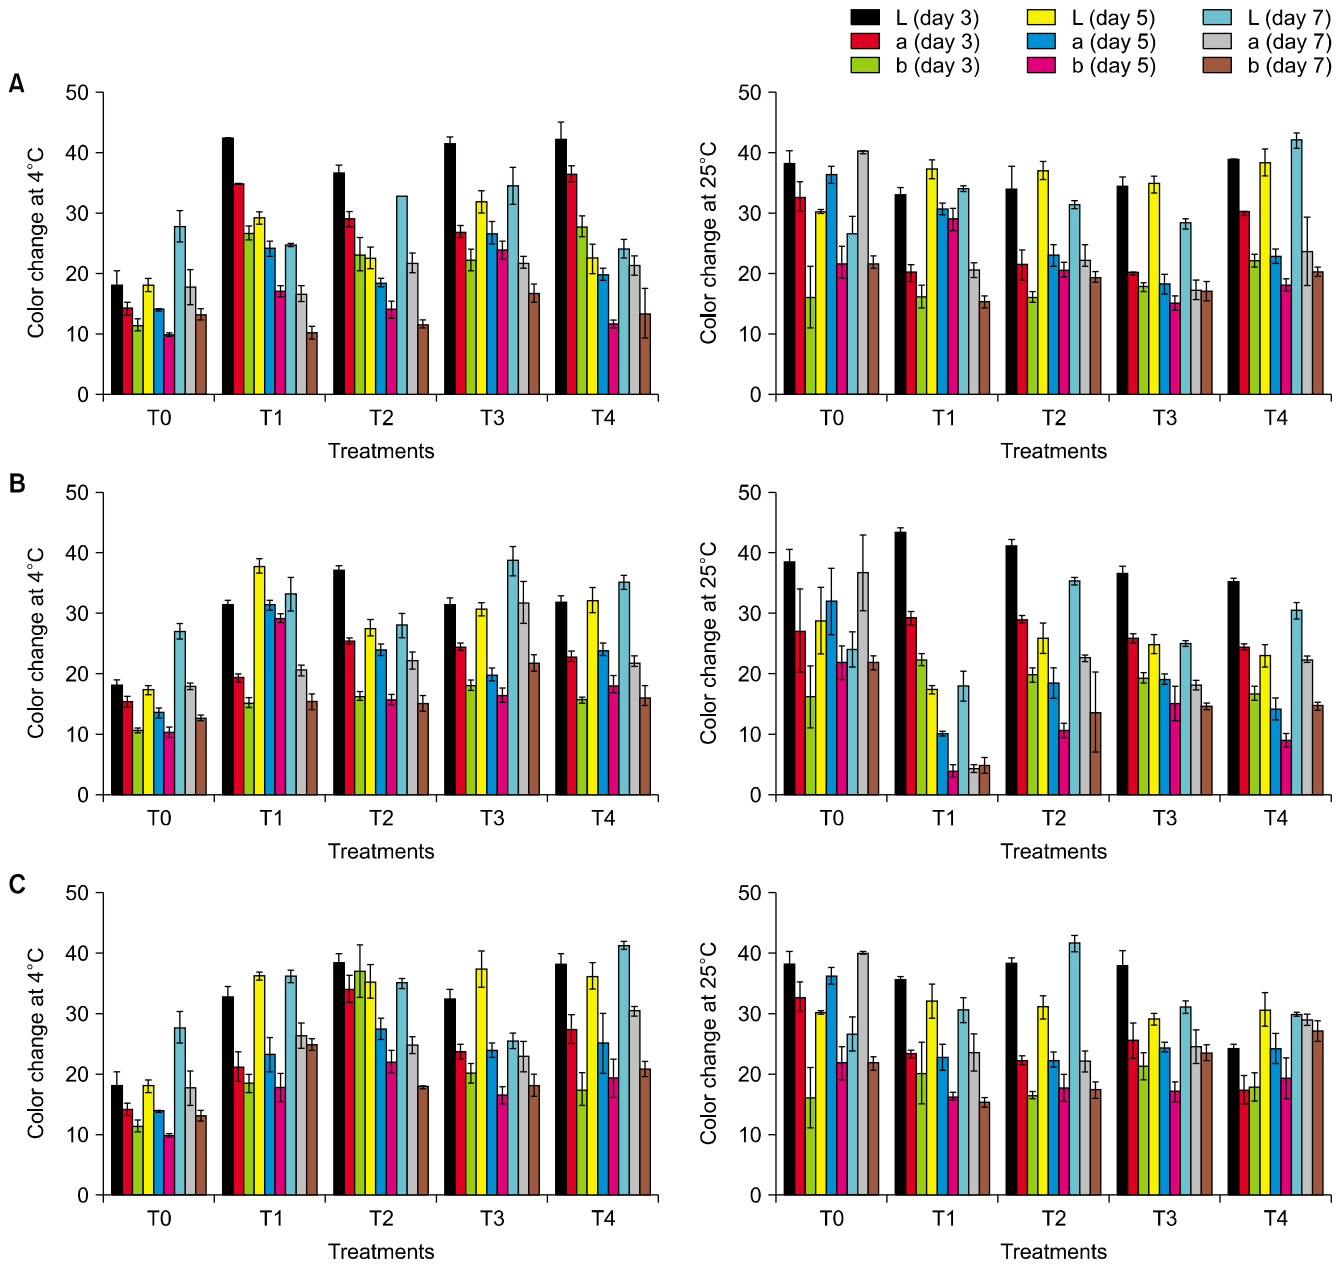 L (day 3) L (day 5) L (day 7)
a (day 3) a (day 5) a (day 7)
b (day 3) b (day 5) b (day 7)
A
50
40
30
20
10
0
Color change at 4°C
T0 T1 T2 T3 T4
Treatments
50
40
30
20
10
0
Color change at 25°C
T0 T1 T2 T3 T4
Treatments
B
50
40
30
20
10
0
Color change at 4°C
T0 T1 T2 T3 T4
Treatments
50
40
30
20
10
0
Color change at 25°C
T0 T1 T2 T3 T4
Treatments
C
50
40
30
20
10
0
Color change at 4°C
T0 T1 T2 T3 T4
Treatments
50
40
30
20
10
0
Color change at 25°C
T0 T1 T2 T3 T4
Treatments